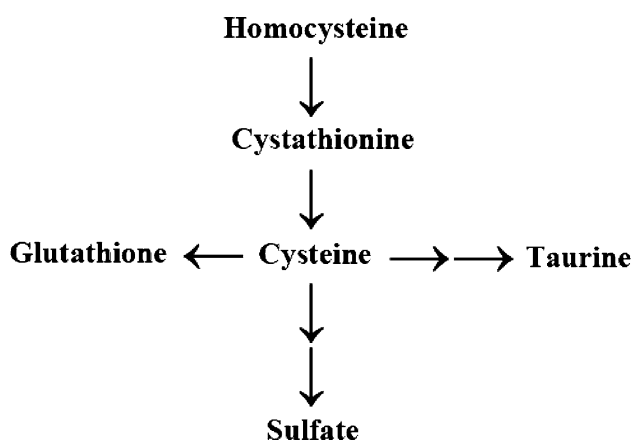 Homocysteine
Cystathionine
Glutathione Cysteine Taurine
Sulfate